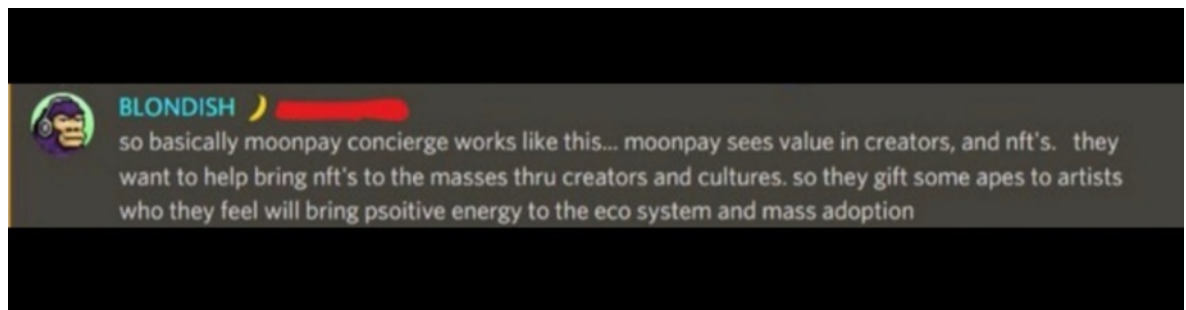 BLONDISH
so basically moonpay concierge works like this... moonpay sees value in creators, and nft's. they
want to help bring nft's to the masses thru creators and cultures. so they gift some apes to artists
who they feel will bring psoitive energy to the eco system and mass adoption